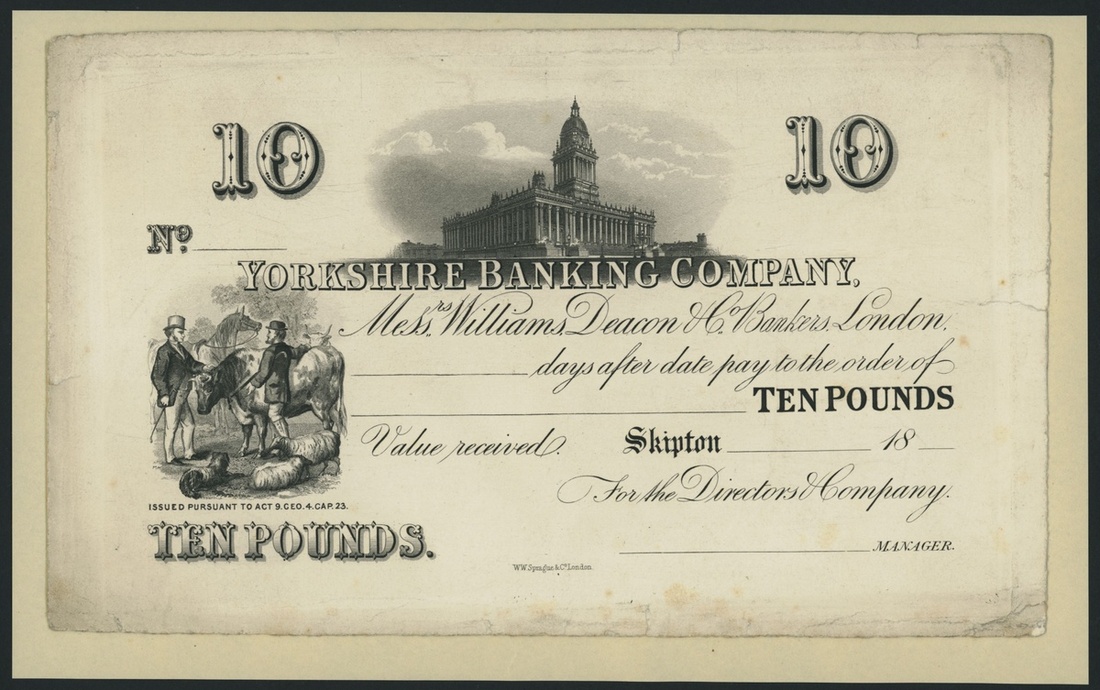 10
10
No.
YORKSHIRE BANKING COMPANY,
Messrs. Williams, Deacon & Co. Bankers, London.
days after date pay to the order of
TEN POUNDS
Value received.
Skipton 18
For the Directors & Company.
ISSUED PURSUANT TO ACT 9.GEO.4.CAP.23.
TEN POUNDS.
MANAGER.
W.W. Sprague & Co. London.